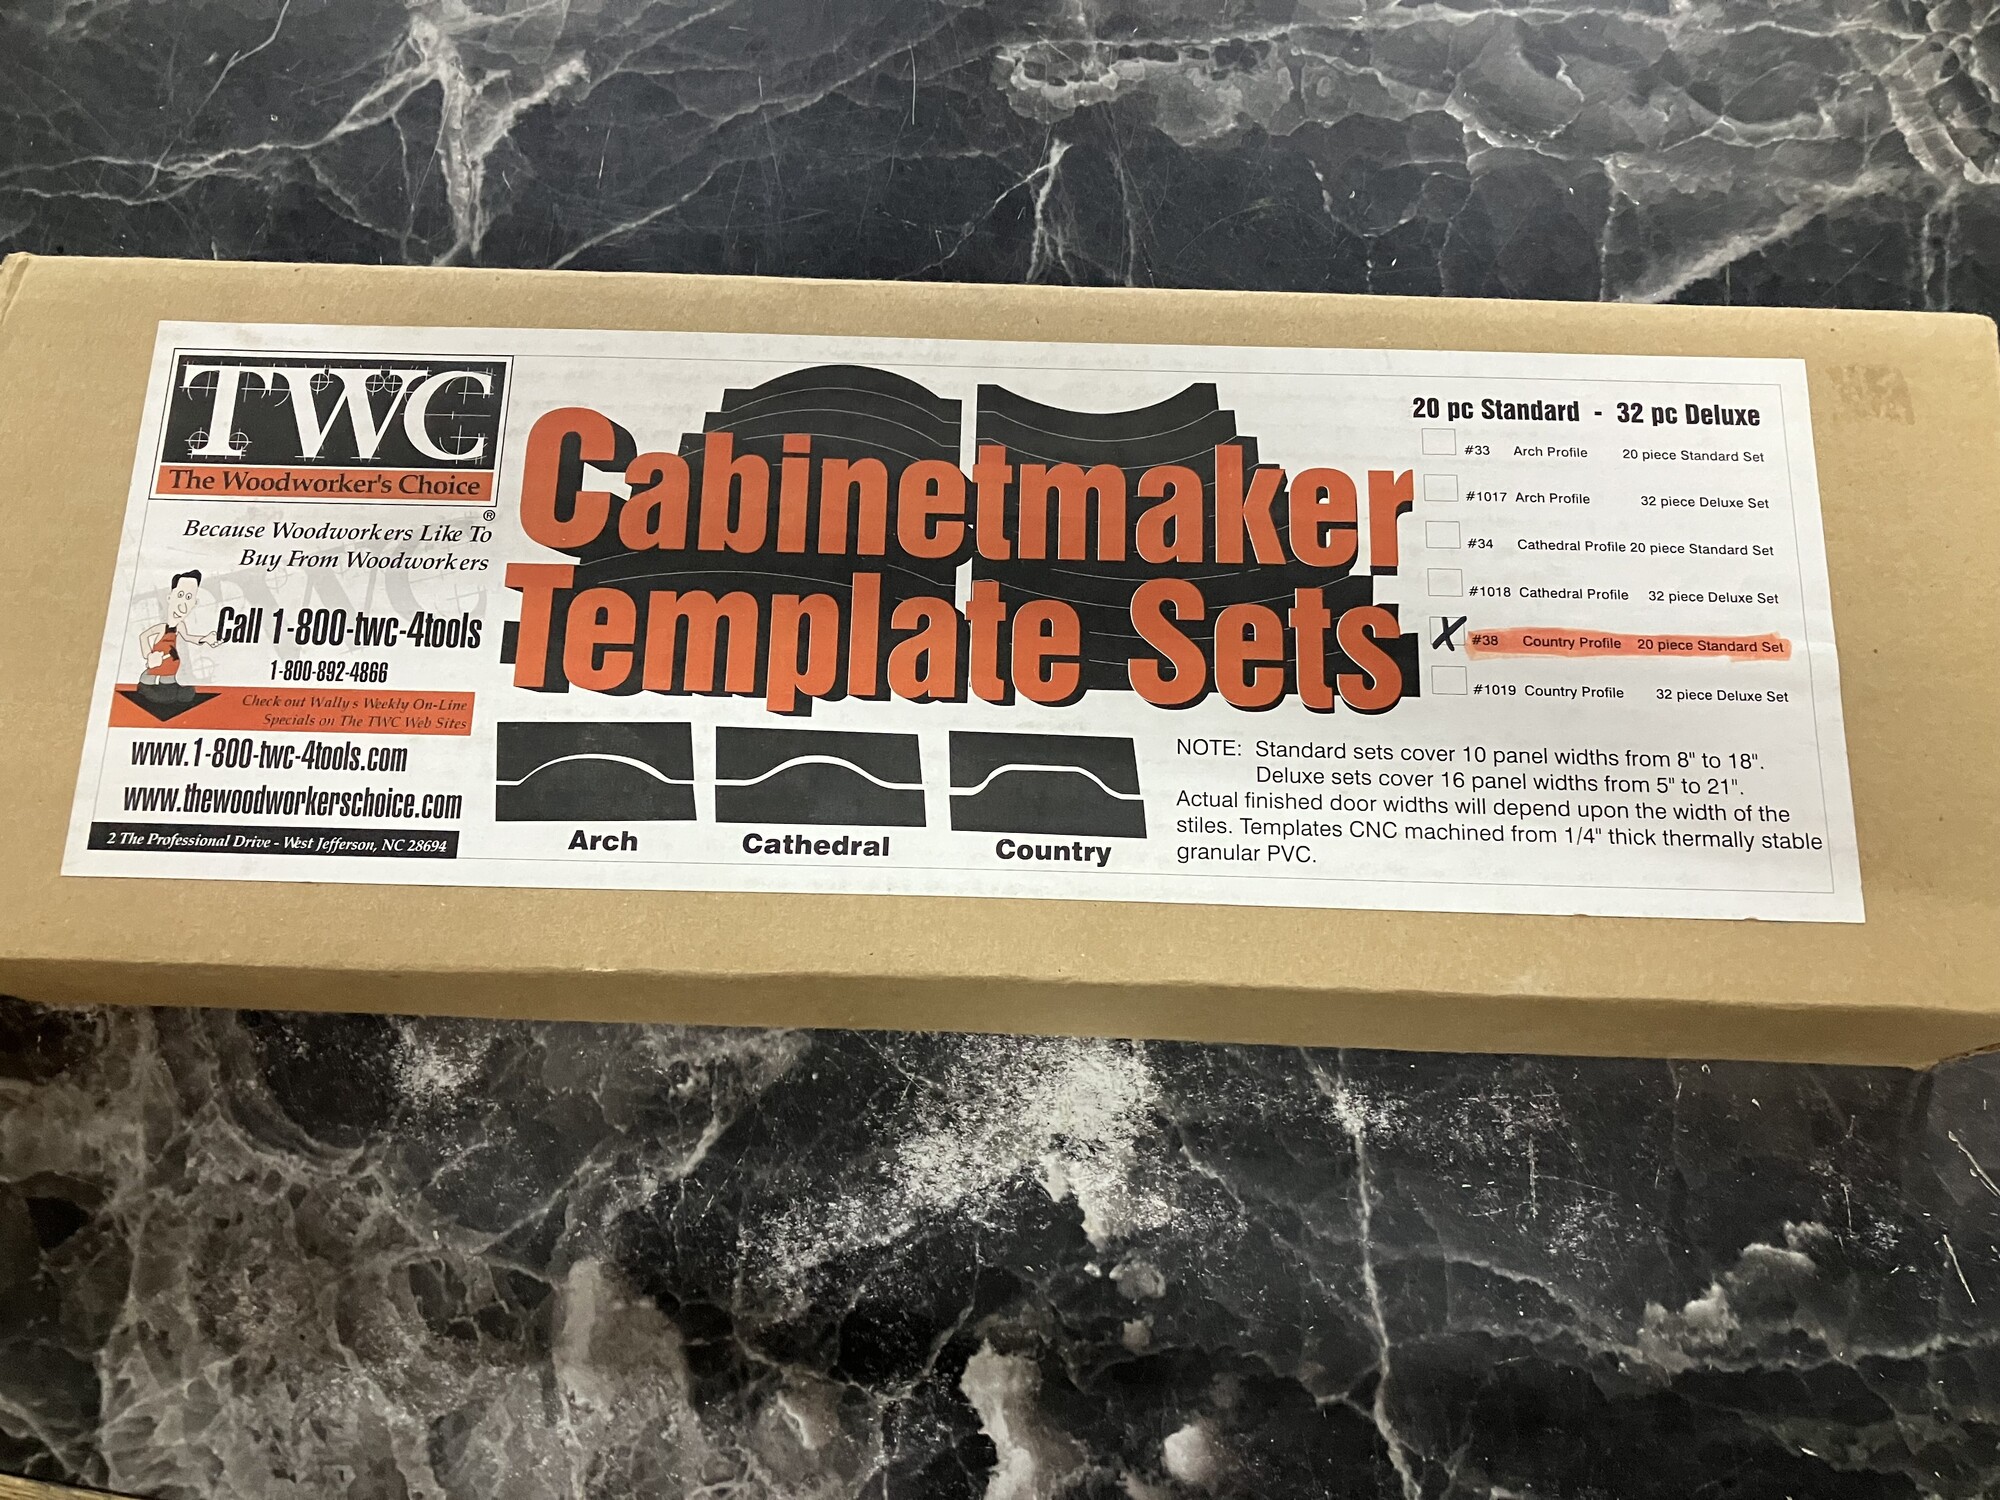 TWC
The Woodworker's Choice
®
Because Woodworkers Like To
Buy From Woodworkers
Call 1-800-twc-4tools
1-800-892-4866
Check out Wally s Weekly On-Line
Specials on The TWC Web Sites
www.1-800-twc-4tools.com
www.thewoodworkerschoice.com
2 The Professional Drive - West Jefferson, NC 28694
Cabinetmaker
Template Sets
Arch
Cathedral
Country
20 pc Standard - 32 pc Deluxe
#33 Arch Profile 20 piece Standard Set
#1017 Arch Profile 32 piece Deluxe Set
#34 Cathedral Profile 20 piece Standard Set
#1018 Cathedral Profile 32 piece Deluxe Set
X #38 Country Profile 20 piece Standard Set
#1019 Country Profile 32 piece Deluxe Set
NOTE: Standard sets cover 10 panel widths from 8" to 18".
Deluxe sets cover 16 panel widths from 5" to 21".
Actual finished door widths will depend upon the width of the
stiles. Templates CNC machined from 1/4" thick thermally stable
granular PVC.